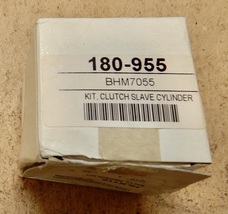 180-955
BHM7055
KIT, CLUTCH SLAVE CYLINDER